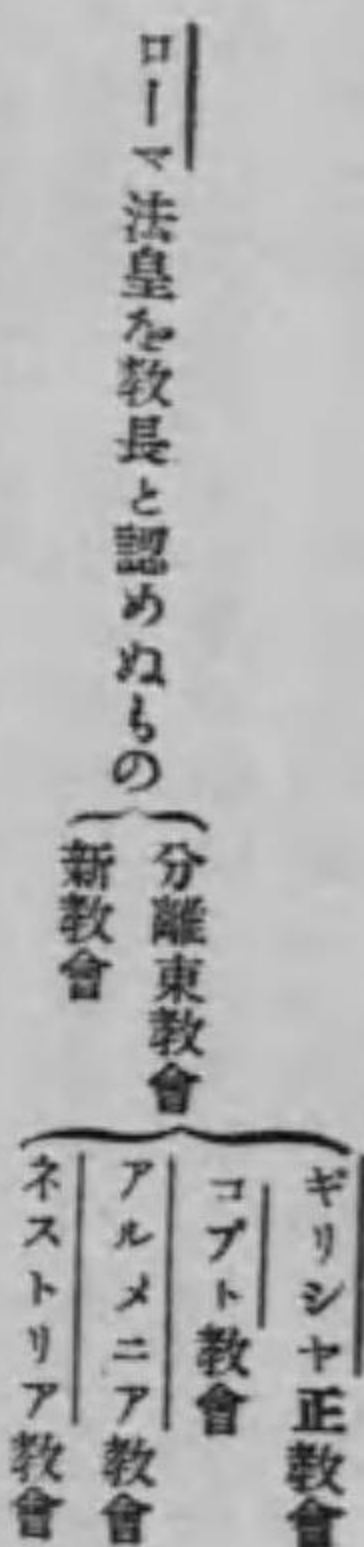 ローマ法皇を教長と認めぬもの
分離東教會
新教會
ギリシヤ正教會
コプト教會
アルメニア教會
ネストリア教會